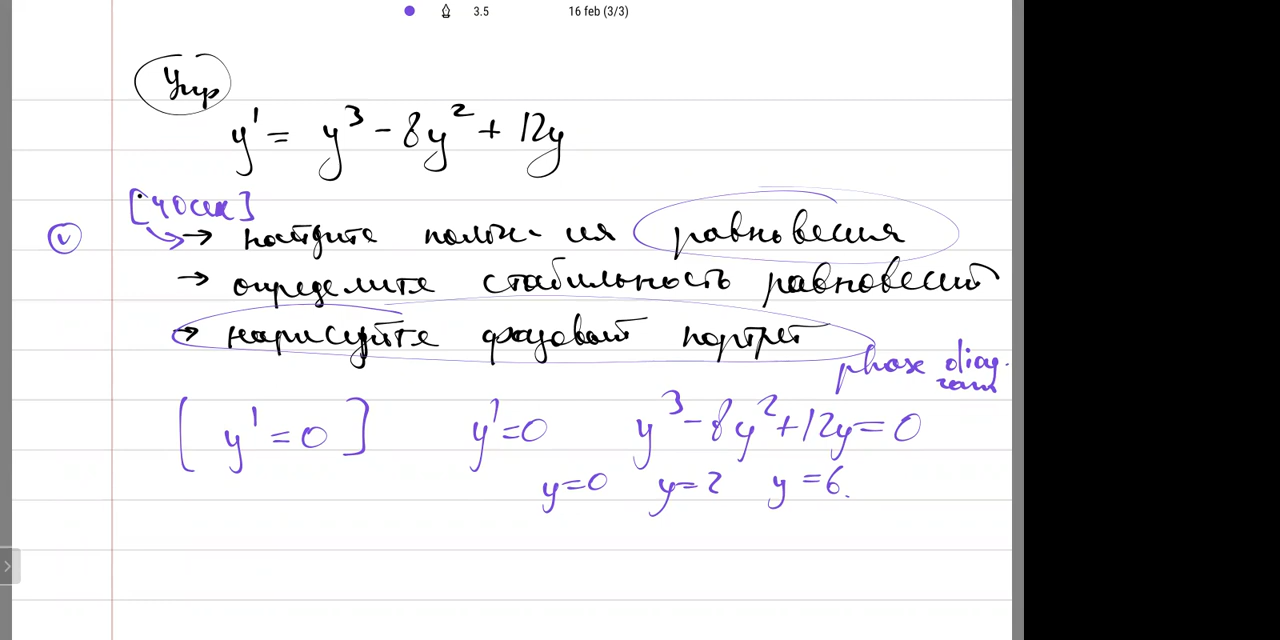 3.5 16 feb (3/3)
Упр
y' = y³ - 8y² + 12y
[40сек]
→ найдите полож-ия равновесия
→ определите стабильность равновесий
→ нарисуйте фазовый портрет
phase diagram
[y' = 0] y' = 0 y³ - 8y² + 12y = 0
y = 0 y = 2 y = 6.